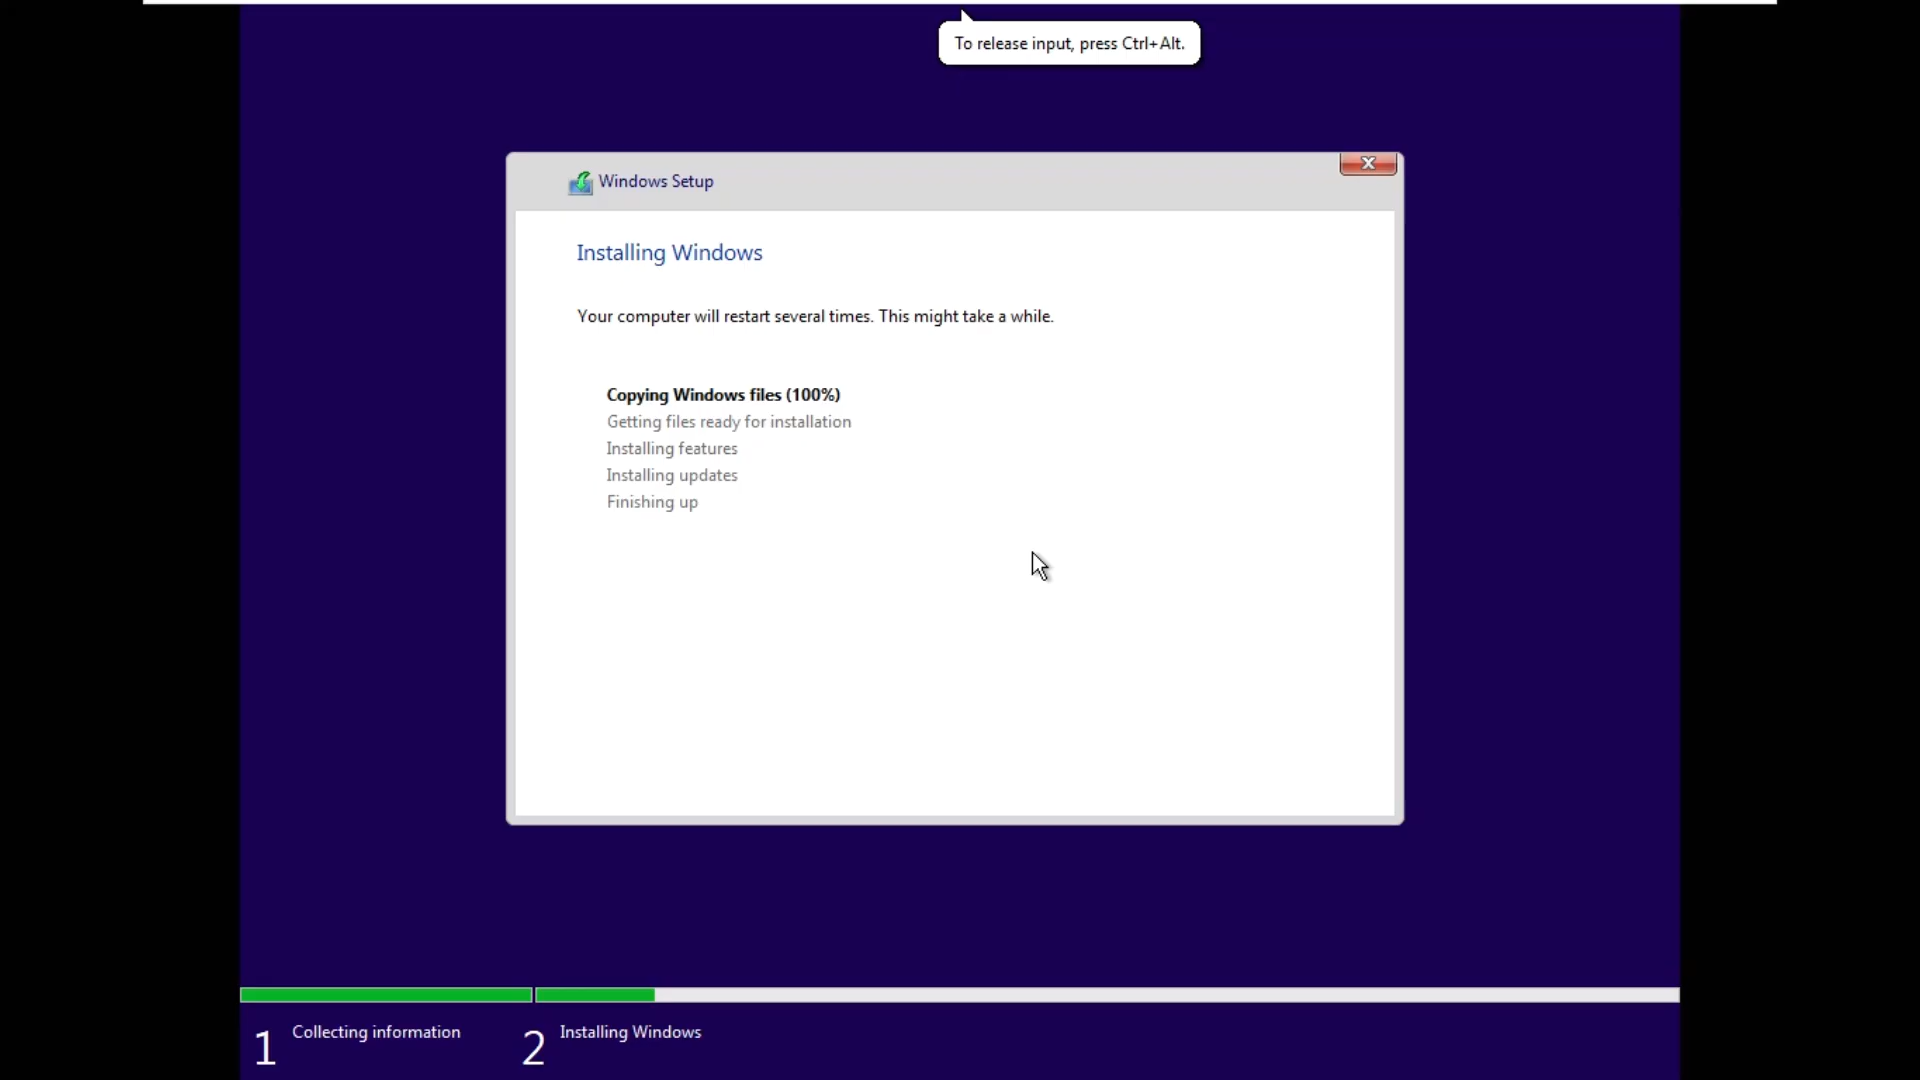 To release input, press Ctrl+Alt.
Windows Setup
Installing Windows
Your computer will restart several times. This might take a while.
Copying Windows files (100%)
Getting files ready for installation
Installing features
Installing updates
Finishing up
1 Collecting information
2 Installing Windows